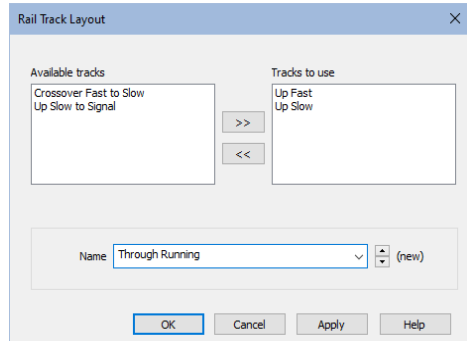 Rail Track Layout
Available tracks
Tracks to use
Crossover Fast to Slow
Up Slow to Signal
>>
<<
Up Fast
Up Slow
Name
Through Running
(new)
OK
Cancel
Apply
Help